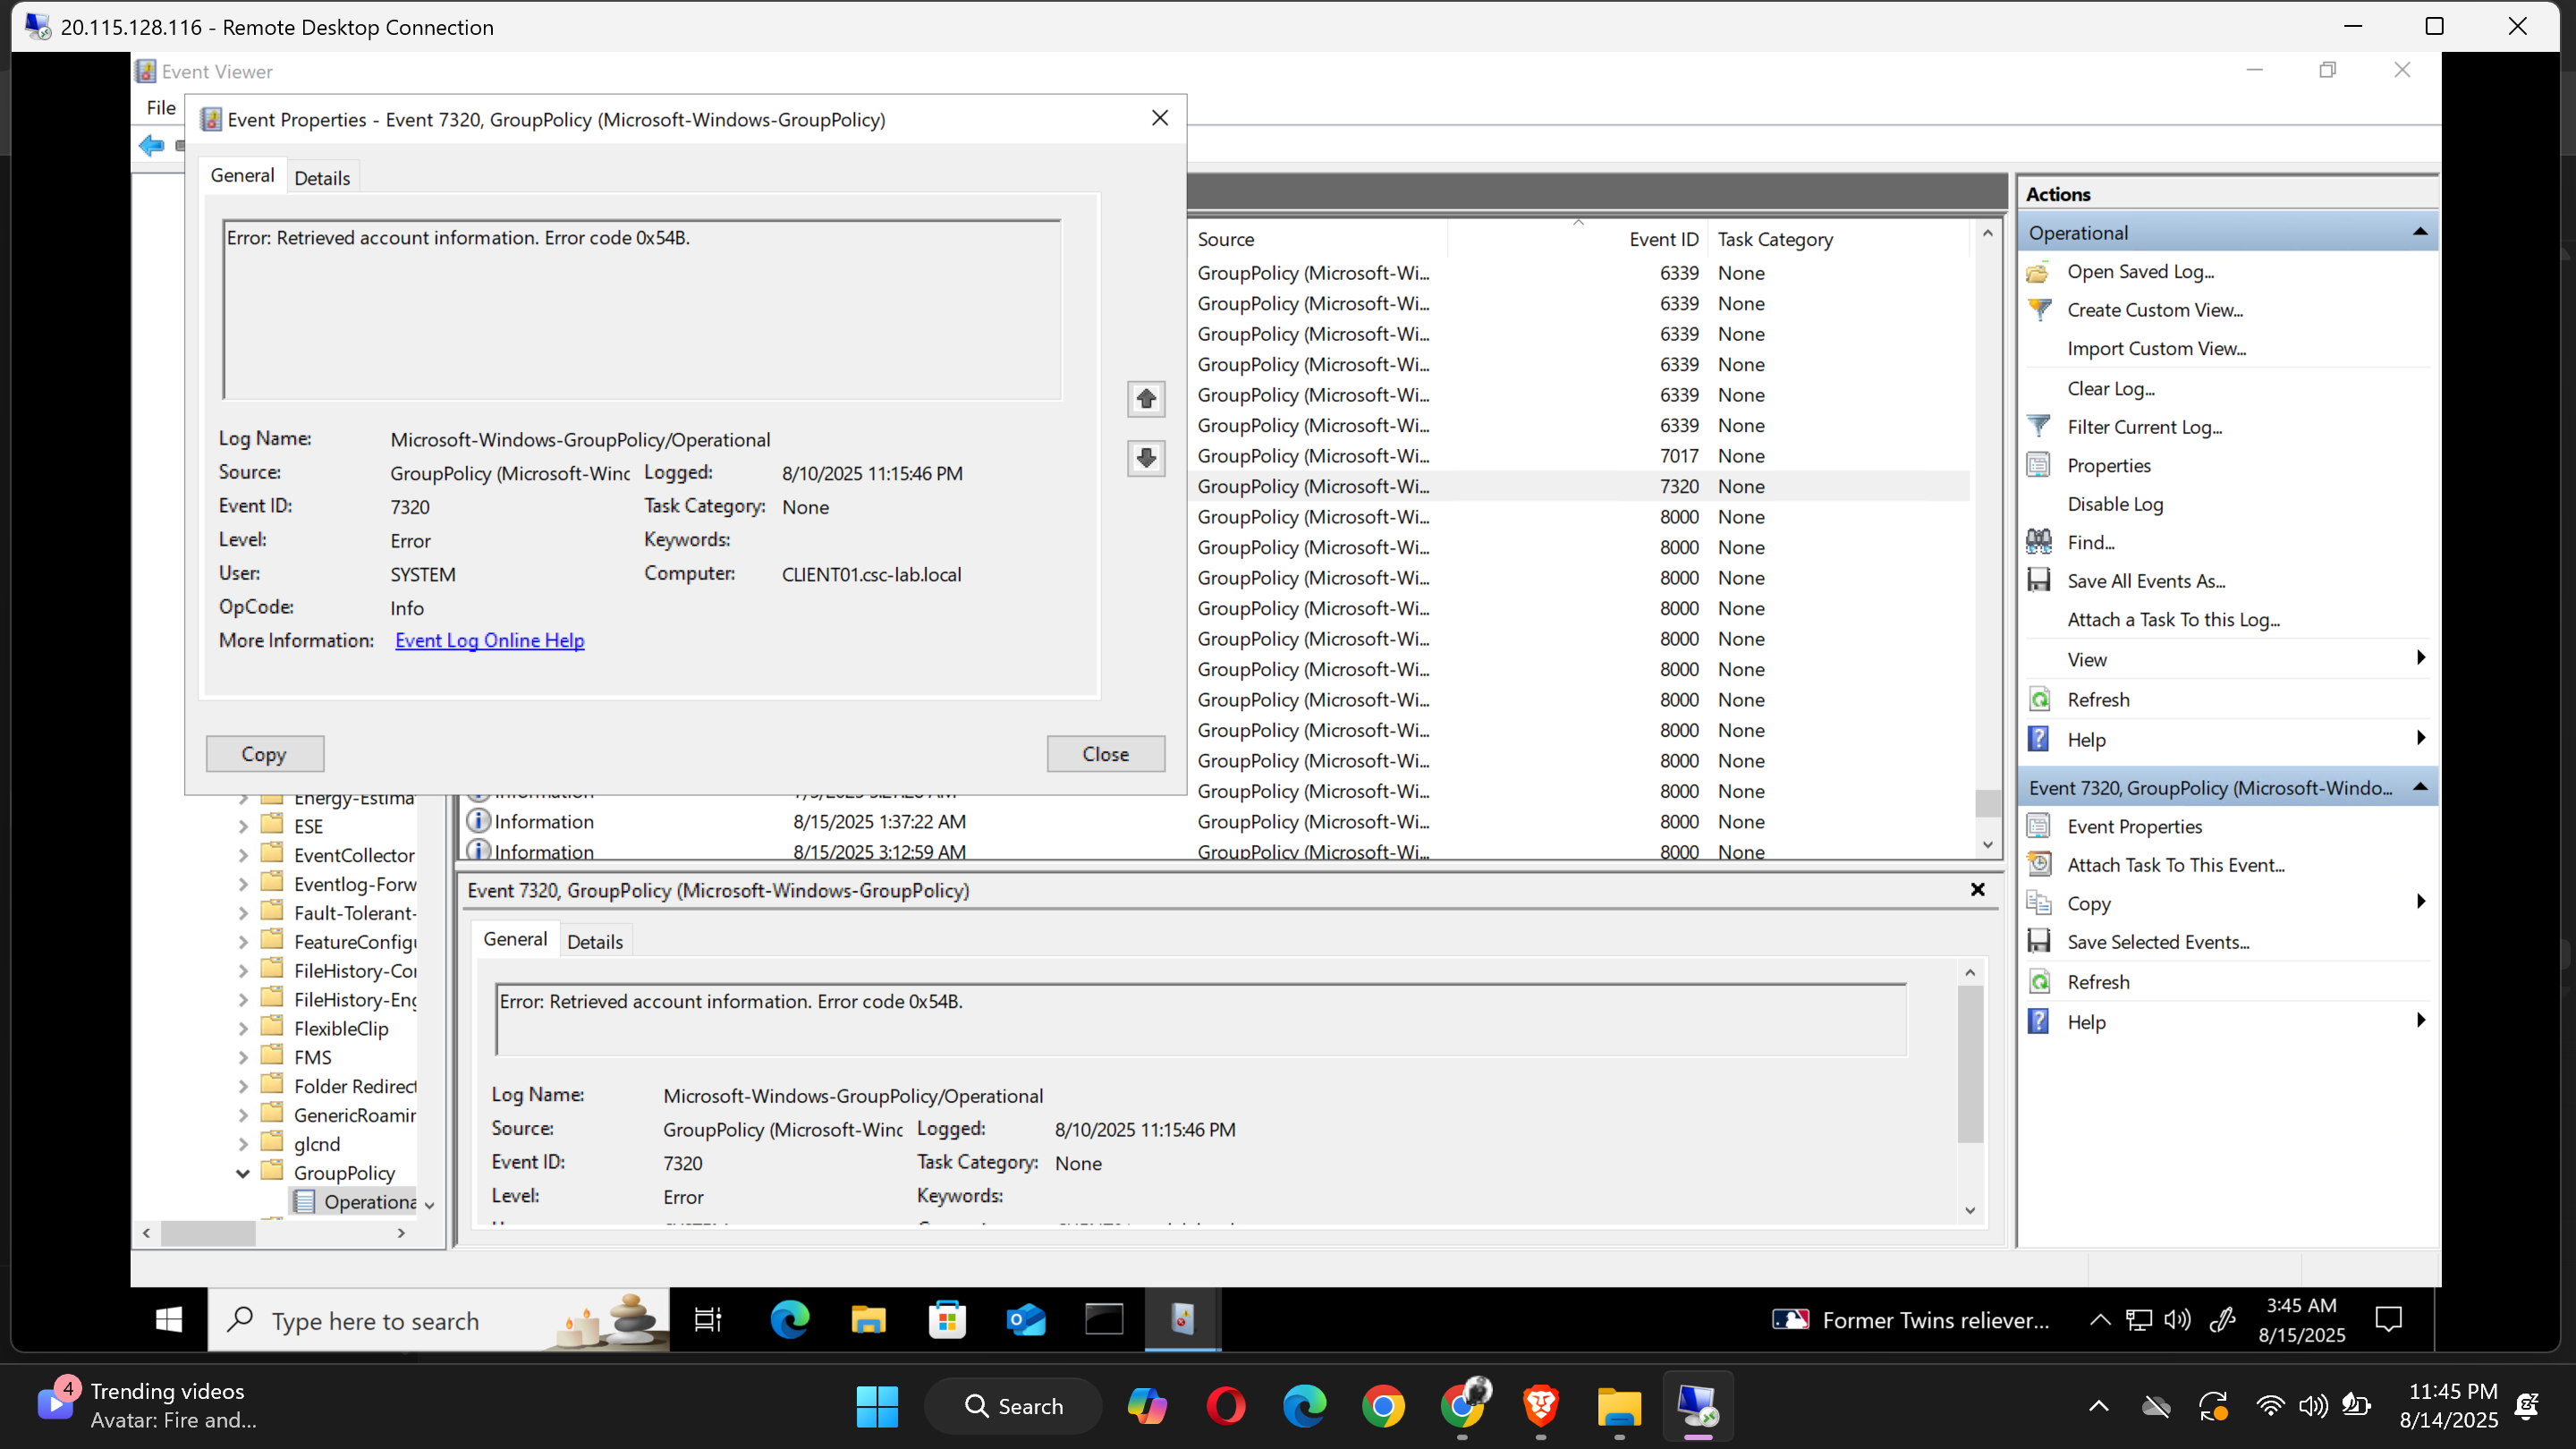 20.115.128.116 - Remote Desktop Connection
Event Viewer
File
Event Properties - Event 7320, GroupPolicy (Microsoft-Windows-GroupPolicy)
General
Details
Error: Retrieved account information. Error code 0x54B.
Log Name: Microsoft-Windows-GroupPolicy/Operational
Source: GroupPolicy (Microsoft-Winc Logged: 8/10/2025 11:15:46 PM
Event ID: 7320 Task Category: None
Level: Error Keywords:
User: SYSTEM Computer: CLIENT01.csc-lab.local
OpCode: Info
More Information: Event Log Online Help
Copy
Close
Source Event ID Task Category
GroupPolicy (Microsoft-Wi... 6339 None
GroupPolicy (Microsoft-Wi... 6339 None
GroupPolicy (Microsoft-Wi... 6339 None
GroupPolicy (Microsoft-Wi... 6339 None
GroupPolicy (Microsoft-Wi... 6339 None
GroupPolicy (Microsoft-Wi... 6339 None
GroupPolicy (Microsoft-Wi... 7017 None
GroupPolicy (Microsoft-Wi... 7320 None
GroupPolicy (Microsoft-Wi... 8000 None
GroupPolicy (Microsoft-Wi... 8000 None
GroupPolicy (Microsoft-Wi... 8000 None
GroupPolicy (Microsoft-Wi... 8000 None
GroupPolicy (Microsoft-Wi... 8000 None
GroupPolicy (Microsoft-Wi... 8000 None
GroupPolicy (Microsoft-Wi... 8000 None
GroupPolicy (Microsoft-Wi... 8000 None
GroupPolicy (Microsoft-Wi... 8000 None
Information GroupPolicy (Microsoft-Wi... 8000 None
Information 8/15/2025 1:37:22 AM GroupPolicy (Microsoft-Wi... 8000 None
Information 8/15/2025 3:12:59 AM GroupPolicy (Microsoft-Wi... 8000 None
Energy-Estima
ESE
EventCollector
Eventlog-Forw
Fault-Tolerant-
FeatureConfigu
FileHistory-Cor
FileHistory-Eng
FlexibleClip
FMS
Folder Redirect
GenericRoamir
glcnd
GroupPolicy
Operationa
Event 7320, GroupPolicy (Microsoft-Windows-GroupPolicy)
General
Details
Error: Retrieved account information. Error code 0x54B.
Log Name: Microsoft-Windows-GroupPolicy/Operational
Source: GroupPolicy (Microsoft-Winc Logged: 8/10/2025 11:15:46 PM
Event ID: 7320 Task Category: None
Level: Error Keywords:
Actions
Operational
Open Saved Log...
Create Custom View...
Import Custom View...
Clear Log...
Filter Current Log...
Properties
Disable Log
Find...
Save All Events As...
Attach a Task To this Log...
View
Refresh
Help
Event 7320, GroupPolicy (Microsoft-Windo...
Event Properties
Attach Task To This Event...
Copy
Save Selected Events...
Refresh
Help
Type here to search
Former Twins reliever...
3:45 AM
8/15/2025
4
Trending videos
Avatar: Fire and...
Search
11:45 PM
8/14/2025